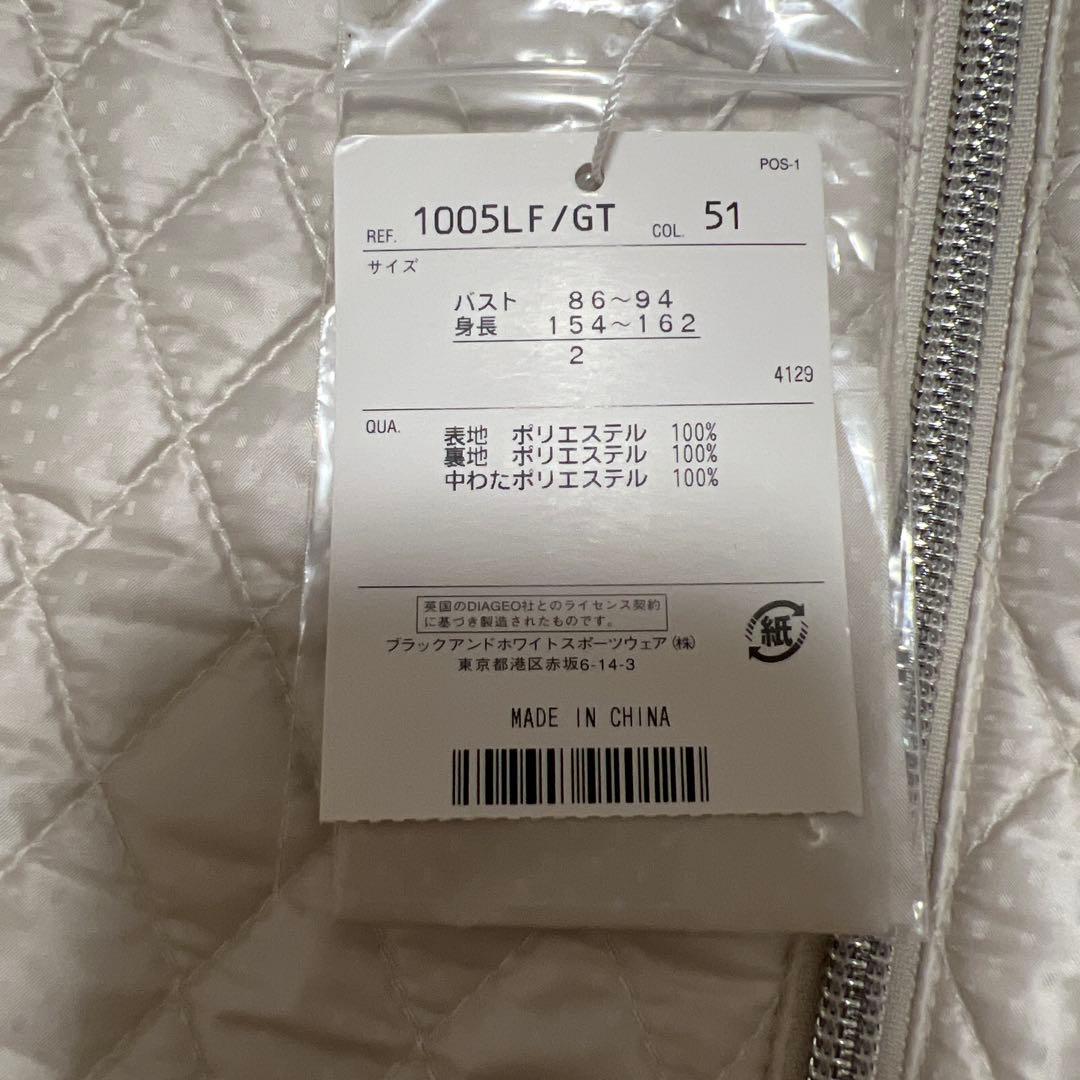 POS-1
REF. 1005LF/GT COL. 51
サイズ
バスト 86〜94
身長 154〜162
2
4129
QUA. 表地 ポリエステル 100%
裏地 ポリエステル 100%
中わたポリエステル 100%
英国のDIAGEO社とのライセンス契約
に基づき製造されたものです。
ブラックアンドホワイトスポーツウェア(株)
東京都港区赤坂6-14-3
紙
MADE IN CHINA